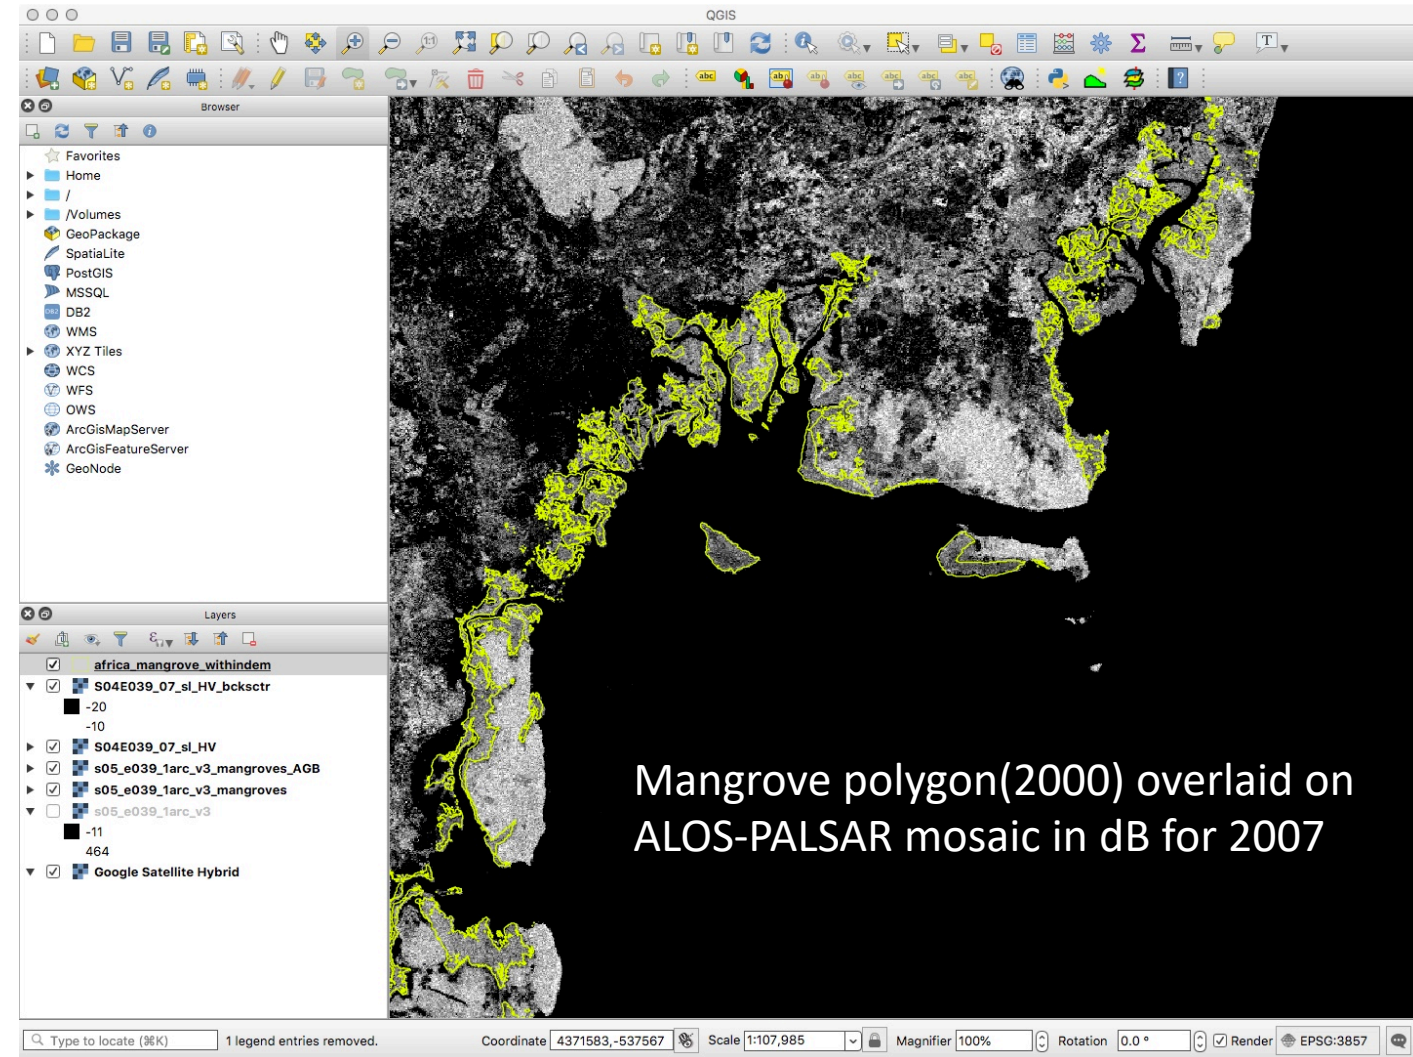 QGIS
Browser
Favorites
Home
/
/Volumes
GeoPackage
SpatiaLite
PostGIS
MSSQL
DB2
WMS
XYZ Tiles
WCS
WFS
OWS
ArcGisMapServer
ArcGisFeatureServer
GeoNode
Layers
africa_mangrove_withindem
S04E039_07_sl_HV_bcksctr
-20
-10
S04E039_07_sl_HV
s05_e039_1arc_v3_mangroves_AGB
s05_e039_1arc_v3_mangroves
s05_e039_1arc_v3
-11
464
Google Satellite Hybrid
Mangrove polygon(2000) overlaid on
ALOS-PALSAR mosaic in dB for 2007
Type to locate (⌘K) 1 legend entries removed. Coordinate 4371583,-537567 Scale 1:107,985 Magnifier 100% Rotation 0.0 ° Render EPSG:3857